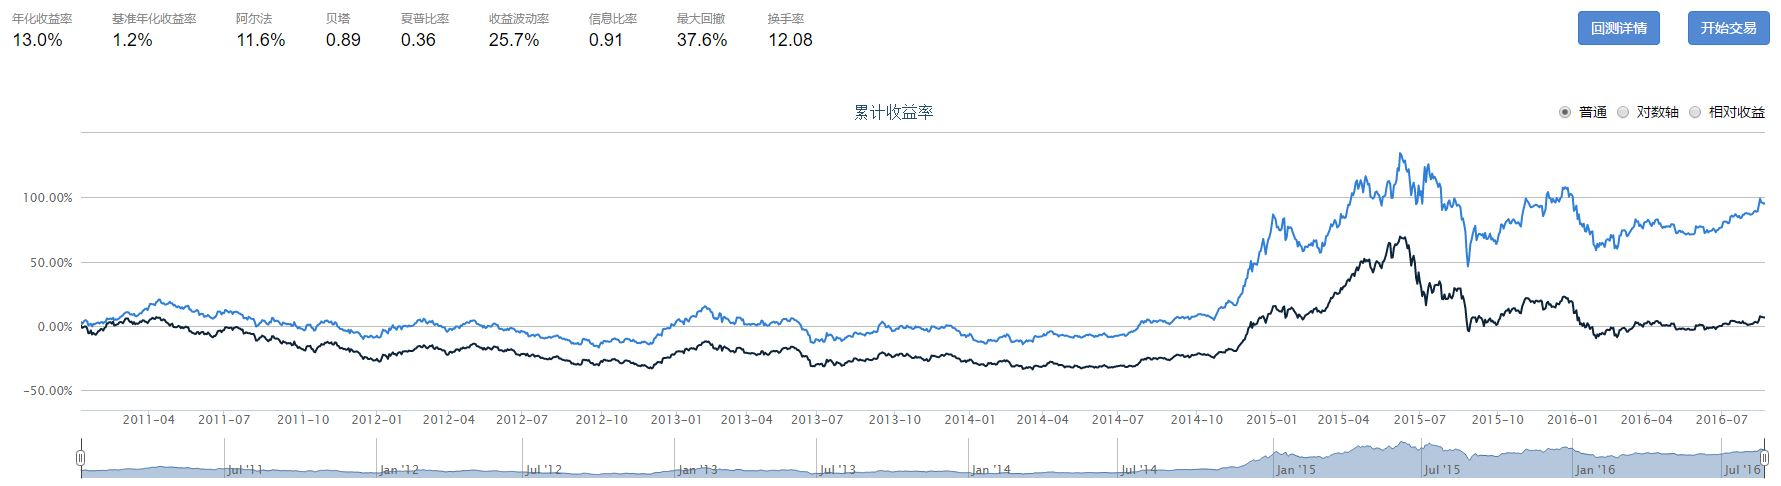 年化收益率 基准年化收益率 阿尔法 贝塔 夏普比率 收益波动率 信息比率 最大回撤 换手率
13.0% 1.2% 11.6% 0.89 0.36 25.7% 0.91 37.6% 12.08
回测详情 开始交易
累计收益率
普通 对数轴 相对收益
100.00%
50.00%
0.00%
-50.00%
2011-04 2011-07 2011-10 2012-01 2012-04 2012-07 2012-10 2013-01 2013-04 2013-07 2013-10 2014-01 2014-04 2014-07 2014-10 2015-01 2015-04 2015-07 2015-10 2016-01 2016-04 2016-07
Jul '11 Jan '12 Jul '12 Jan '13 Jul '13 Jan '14 Jul '14 Jan '15 Jul '15 Jan '16 Jul '16